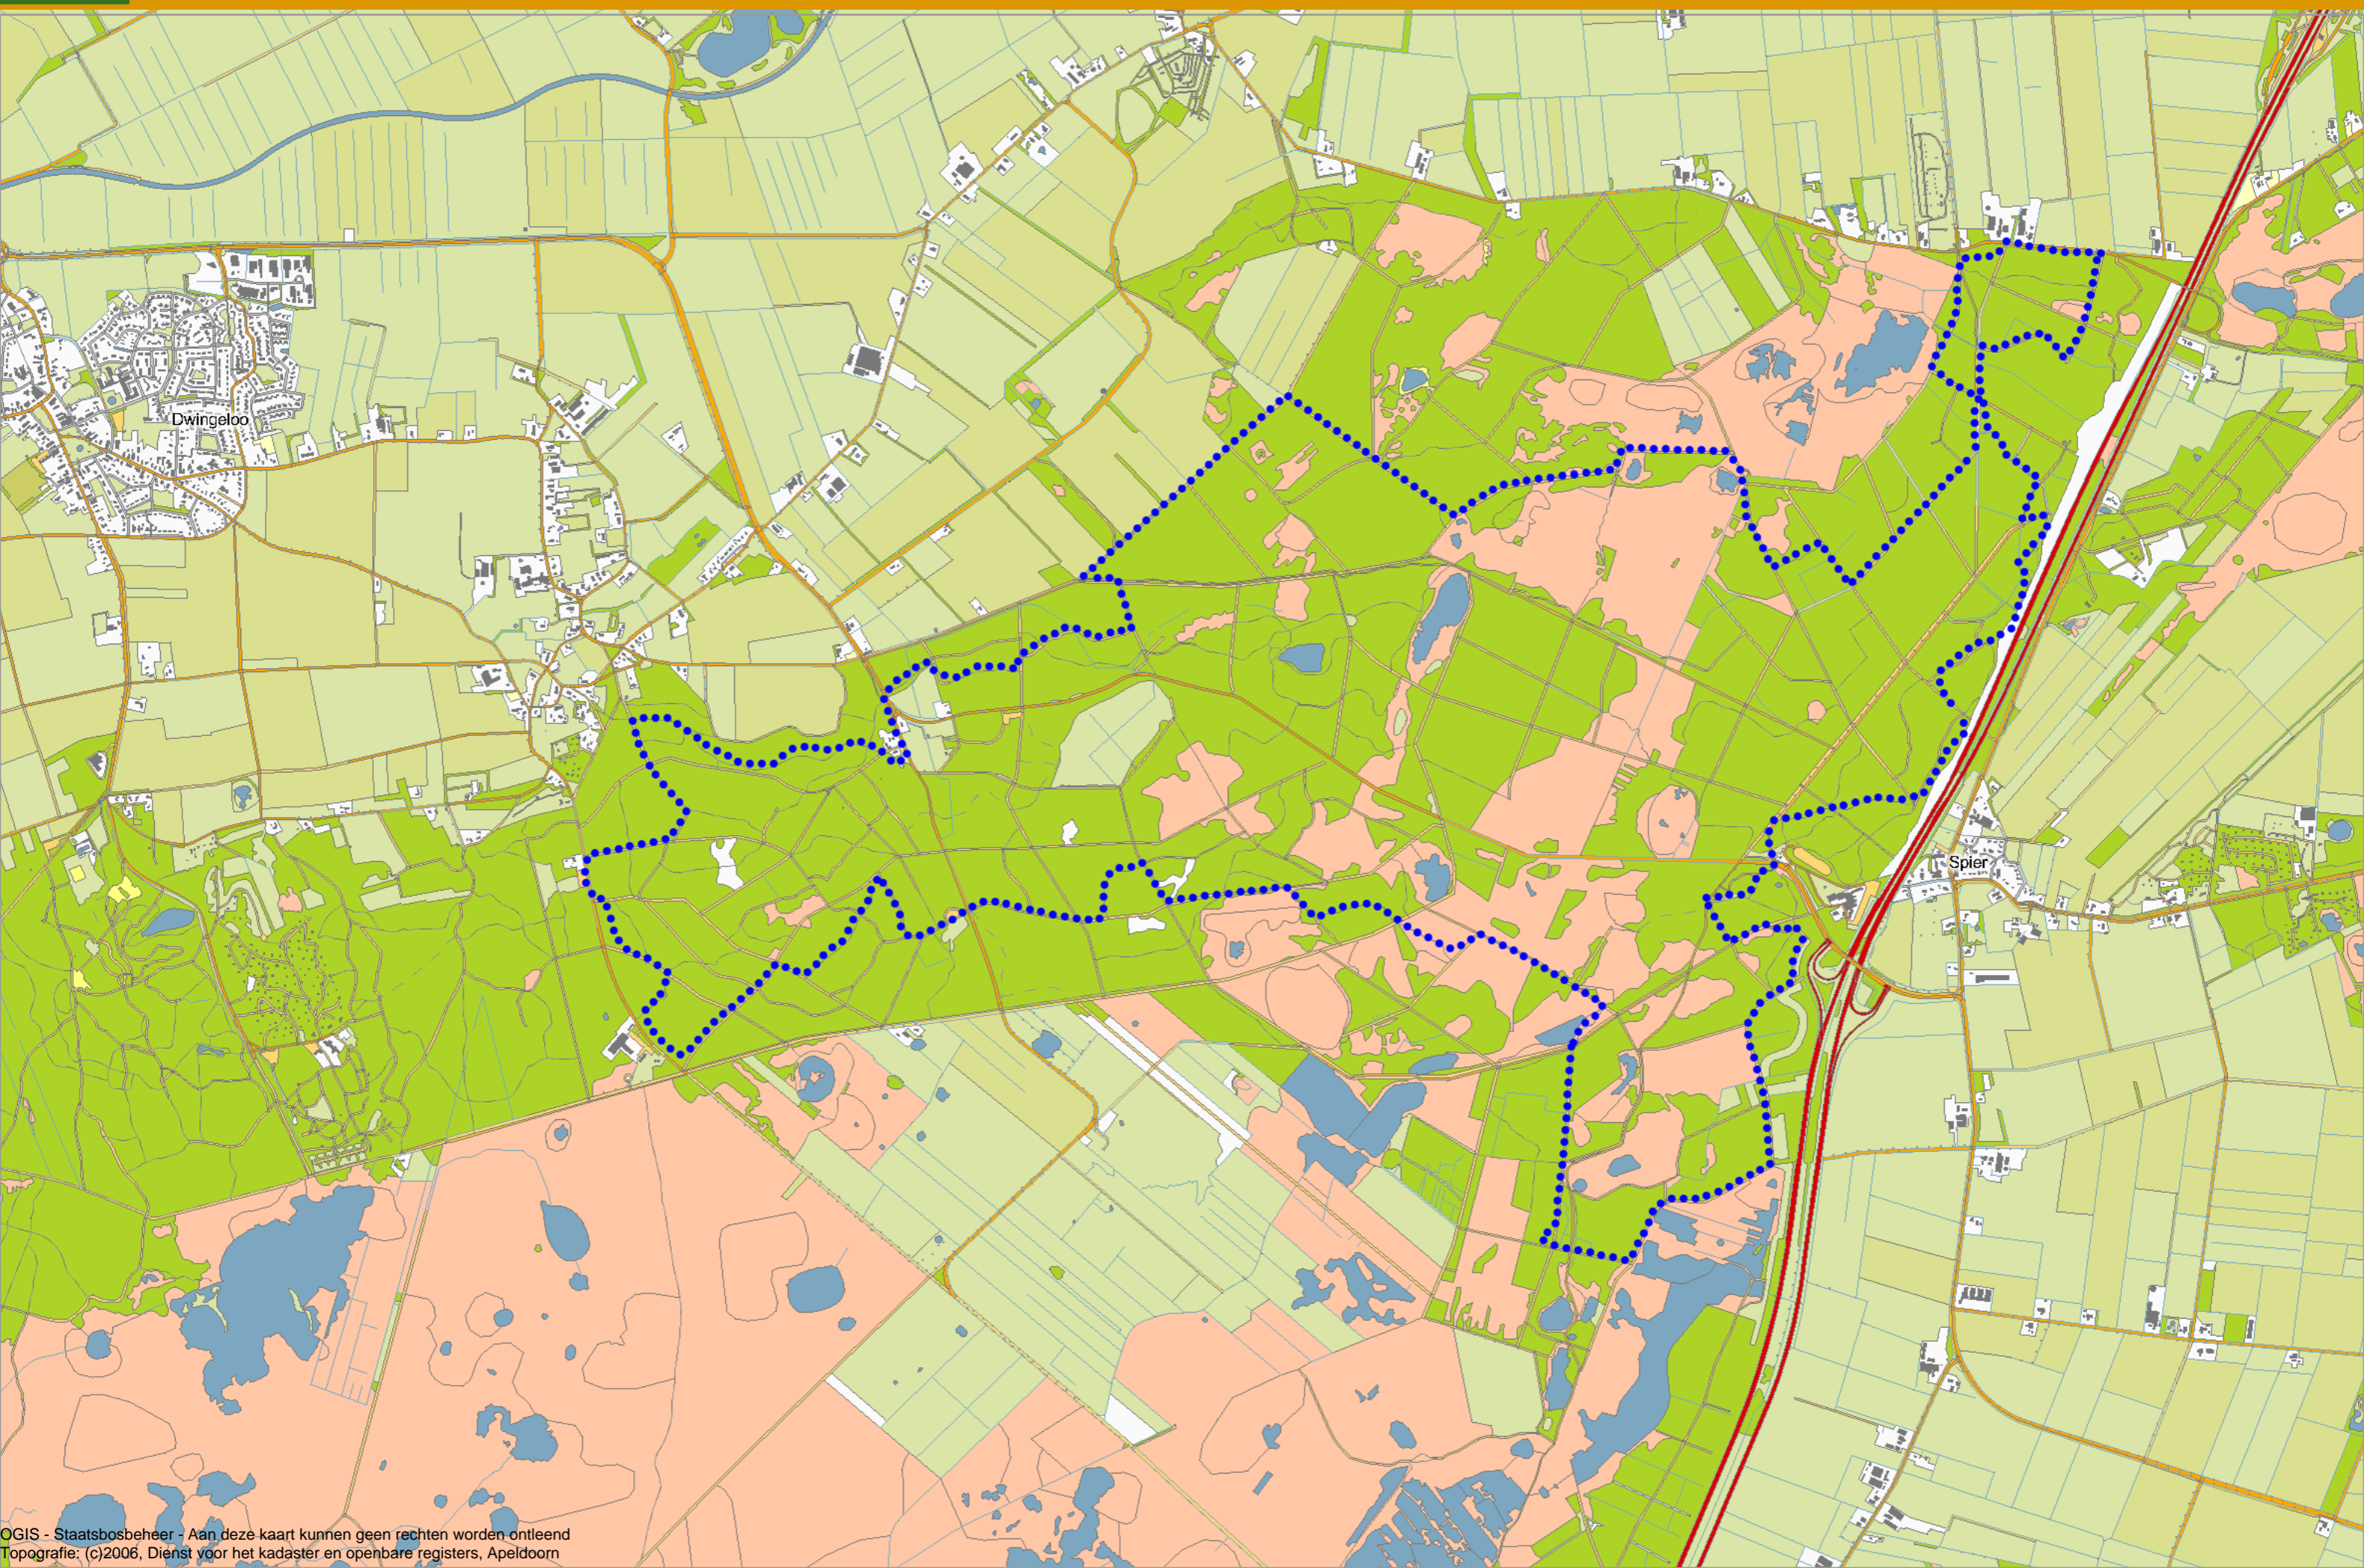 Dwingeloo
Spier
OGIS - Staatsbosbeheer - Aan deze kaart kunnen geen rechten worden ontleend
Topografie: (c)2006, Dienst voor het kadaster en openbare registers, Apeldoorn